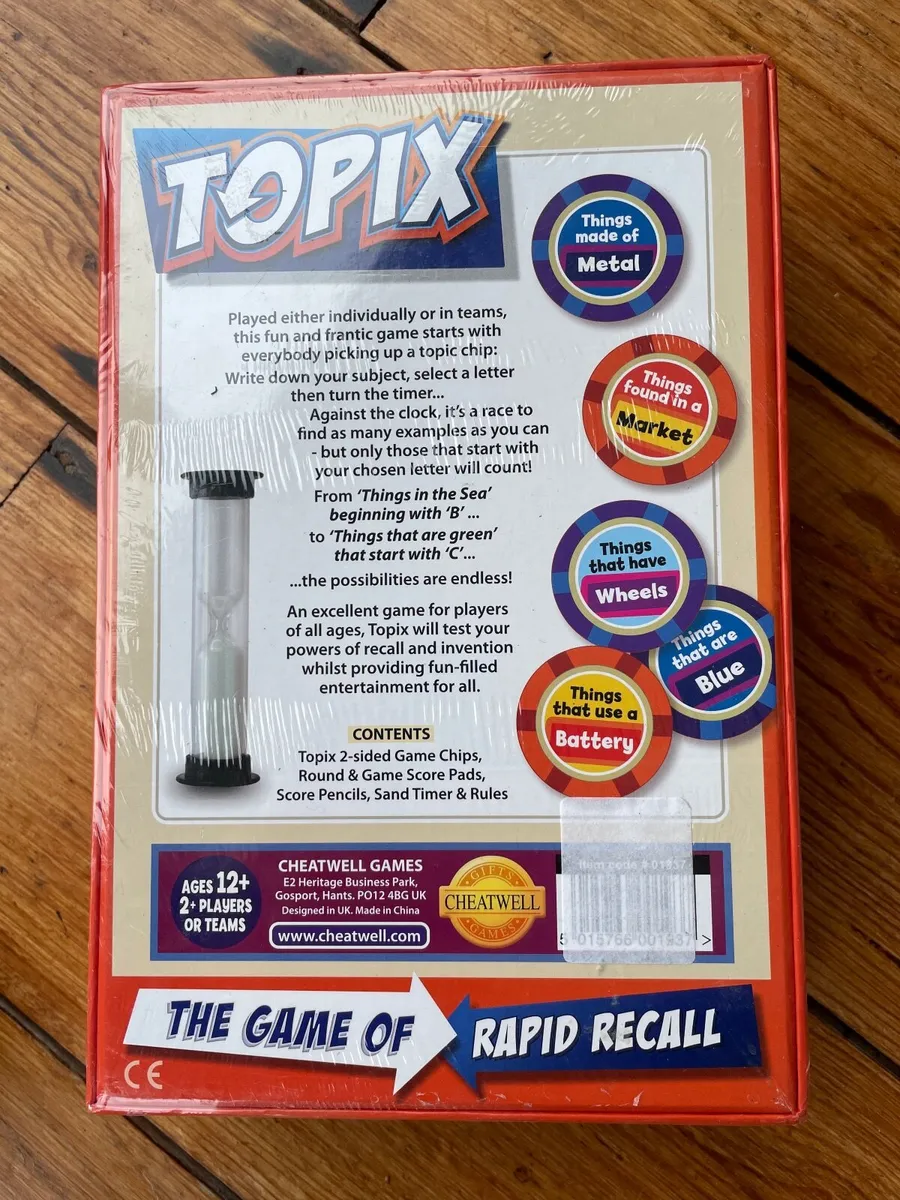 TOPIX
Things
made of
Metal
Played either individually or in teams,
this fun and frantic game starts with
everybody picking up a topic chip:
Write down your subject, select a letter
then turn the timer...
Against the clock, it's a race to
find as many examples as you can
- but only those that start with
your chosen letter will count!
From 'Things in the Sea'
beginning with 'B' ...
to 'Things that are green'
that start with 'C'...
...the possibilities are endless!
An excellent game for players
of all ages, Topix will test your
powers of recall and invention
whilst providing fun-filled
entertainment for all.
Things
found in a
Market
Things
that have
Wheels
Things
that are
Blue
Things
that use a
Battery
CONTENTS
Topix 2-sided Game Chips,
Round & Game Score Pads,
Score Pencils, Sand Timer & Rules
AGES 12+
2+ PLAYERS
OR TEAMS
CHEATWELL GAMES
E2 Heritage Business Park,
Gosport, Hants. PO12 4BG UK
Designed in UK. Made in China
www.cheatwell.com
GIFTS
CHEATWELL
GAMES
Item code # 01937
5 015766 001937 >
THE GAME OF
RAPID RECALL
CE